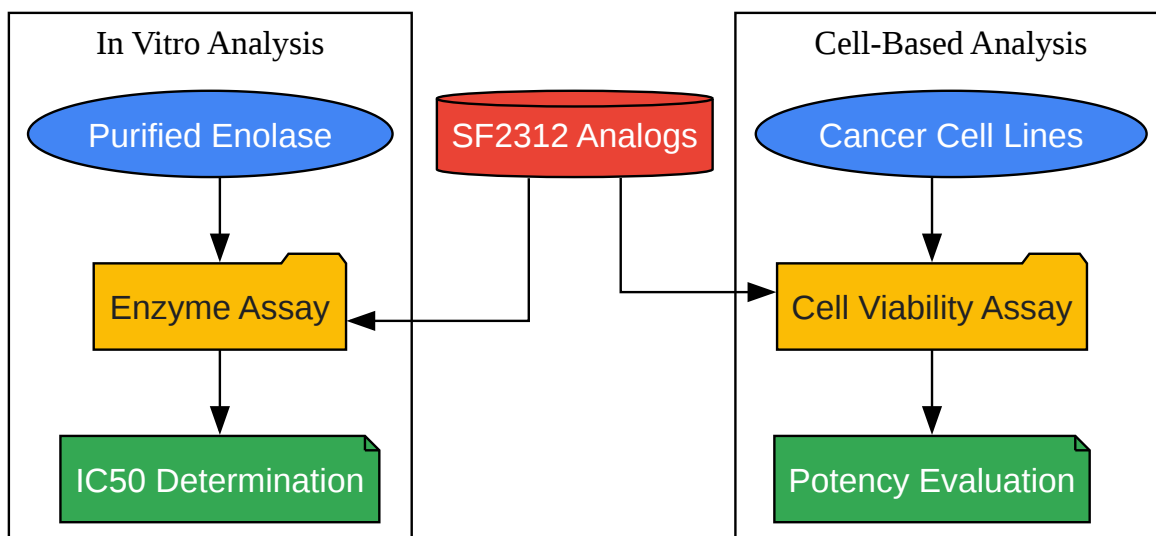 In Vitro Analysis
Cell-Based Analysis
Purified Enolase
SF2312 Analogs
Cancer Cell Lines
Enzyme Assay
Cell Viability Assay
IC50 Determination
Potency Evaluation